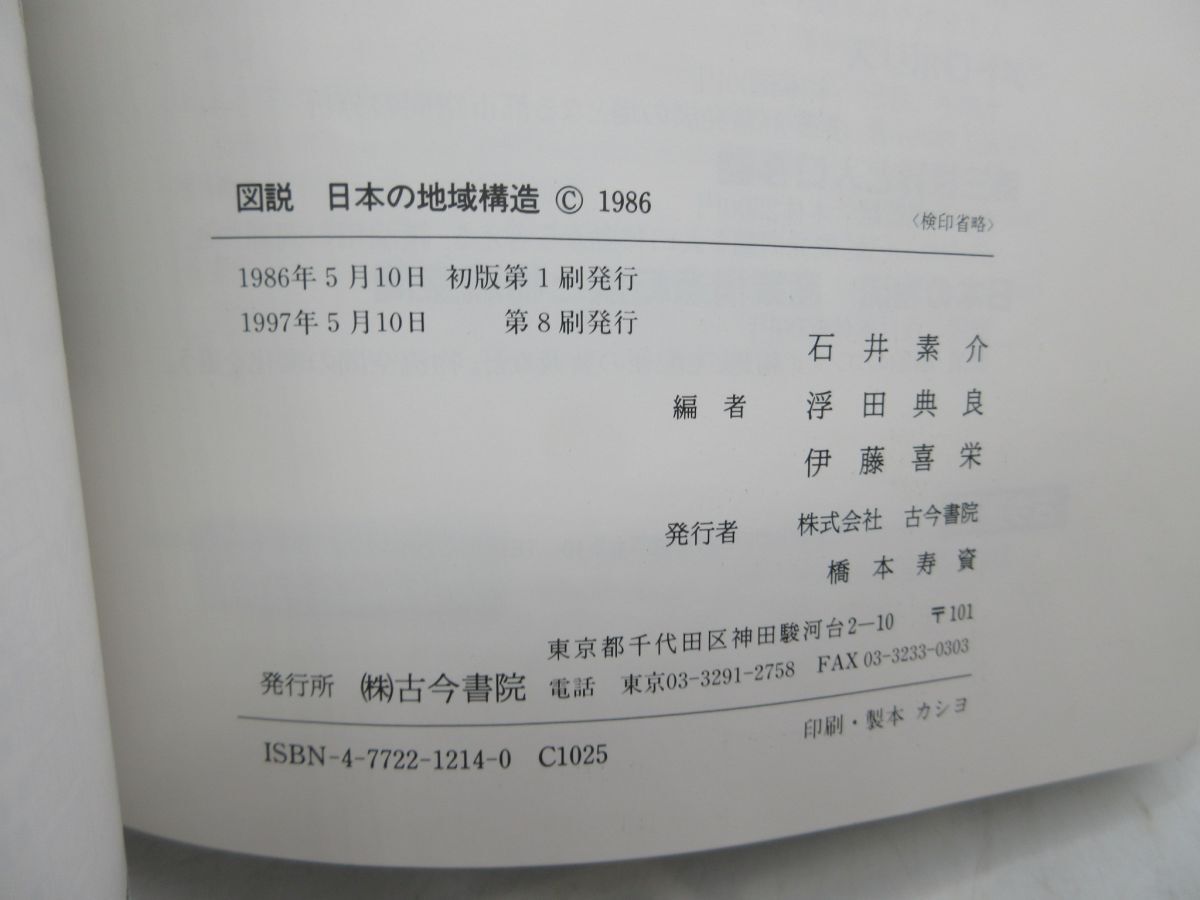 図説 日本の地域構造 © 1986
〈検印省略〉
1986年5月10日 初版第1刷発行
1997年5月10日 第8刷発行
石井素介
編者 浮田典良
伊藤喜栄
発行者 株式会社 古今書院
橋本寿資
東京都千代田区神田駿河台2-10 〒101
発行所 ㈱古今書院 電話 東京03-3291-2758 FAX 03-3233-0303
印刷・製本 カシヨ
ISBN-4-7722-1214-0 C1025